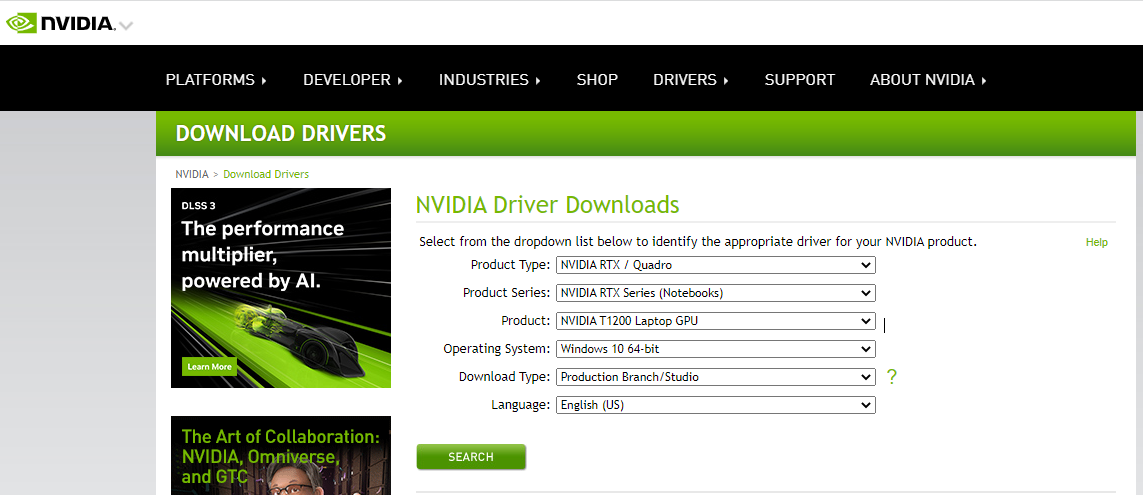 NVIDIA.
PLATFORMS DEVELOPER INDUSTRIES SHOP DRIVERS SUPPORT ABOUT NVIDIA
DOWNLOAD DRIVERS
NVIDIA > Download Drivers
DLSS 3
The performance
multiplier,
powered by AI.
Learn More
The Art of Collaboration:
NVIDIA, Omniverse,
and GTC
NVIDIA Driver Downloads
Select from the dropdown list below to identify the appropriate driver for your NVIDIA product.
Help
Product Type: NVIDIA RTX / Quadro
Product Series: NVIDIA RTX Series (Notebooks)
Product: NVIDIA T1200 Laptop GPU
Operating System: Windows 10 64-bit
Download Type: Production Branch/Studio ?
Language: English (US)
SEARCH